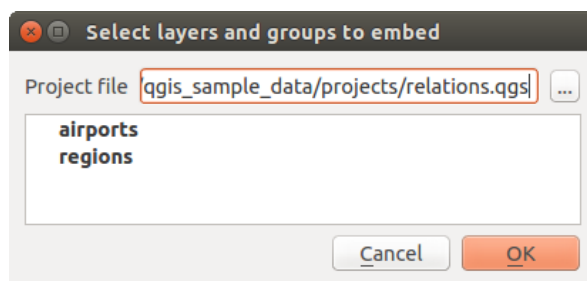 Select layers and groups to embed
Project file /qgis_sample_data/projects/relations.qgs ...
airports
regions
Cancel OK